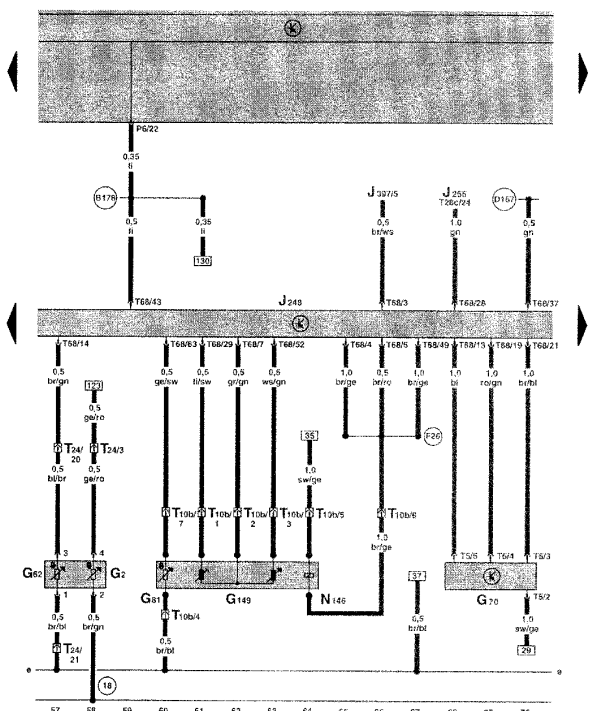 K
P6/22
0,35
li
B176
0,5
li
0,35
li
130
J 397/5
0,5
br/ws
J 255
T28c/24
1,0
gn
D157
0,5
gn
T68/43
J 248
T68/3
T68/28
T68/37
K
T68/14
T68/63
T68/29
T68/7
T68/52
T68/4
T68/5
T68/49
T68/13
T68/19
T68/21
0,5
br/gn
123
0,5
ge/ro
0,5
ge/sw
0,5
li/sw
0,5
gr/gn
0,5
ws/gn
1,0
br/ge
0,5
1,0
br/ge
1,0
bl
1,0
ro/gn
1,0
br/bl
T24/
20
T24/3
35
F26
0,5
bl/br
0,5
ge/ro
1,0
sw/ge
T10b/
7
T10b/
1
T10b/
2
T10b/
3
T10b/5
T10b/6
1,0
br/ge
3
4
T5/5
T5/4
T5/3
G62
G2
37
K
1
2
G81
G149
N146
G70
T5/2
T10b/4
0,5
br/bl
0,5
br/gn
0,5
br/bl
1,0
sw/ge
T24/
21
0,5
br/bl
29
18
57
58
59
60
61
62
63
64
65
66
67